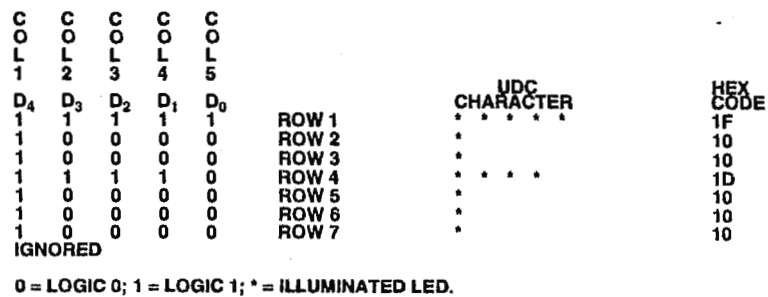 C C C C C
O O O O O
L L L L L
1 2 3 4 5
UDC HEX
D4 D3 D2 D1 D0 CHARACTER CODE
1 1 1 1 1 ROW 1 * * * * * 1F
1 0 0 0 0 ROW 2 * 10
1 0 0 0 0 ROW 3 * 10
1 1 1 1 0 ROW 4 * * * * 1D
1 0 0 0 0 ROW 5 * 10
1 0 0 0 0 ROW 6 * 10
1 0 0 0 0 ROW 7 * 10
IGNORED
0 = LOGIC 0; 1 = LOGIC 1; * = ILLUMINATED LED.